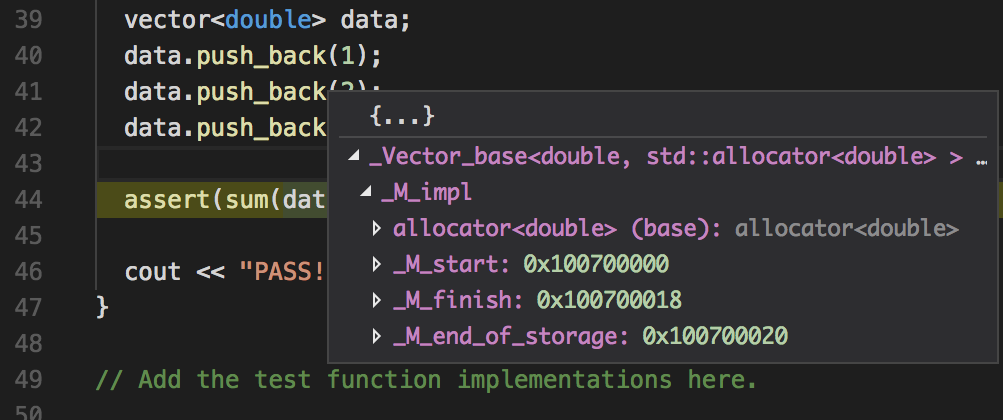 39 vector<double> data;
40 data.push_back(1);
41 data.push_back(2);
42 data.push_back
43
44 assert(sum(dat
45
46 cout << "PASS!
47 }
48
49 // Add the test function implementations here.
50
{...}
_Vector_base<double, std::allocator<double> > …
_M_impl
allocator<double> (base): allocator<double>
_M_start: 0x100700000
_M_finish: 0x100700018
_M_end_of_storage: 0x100700020